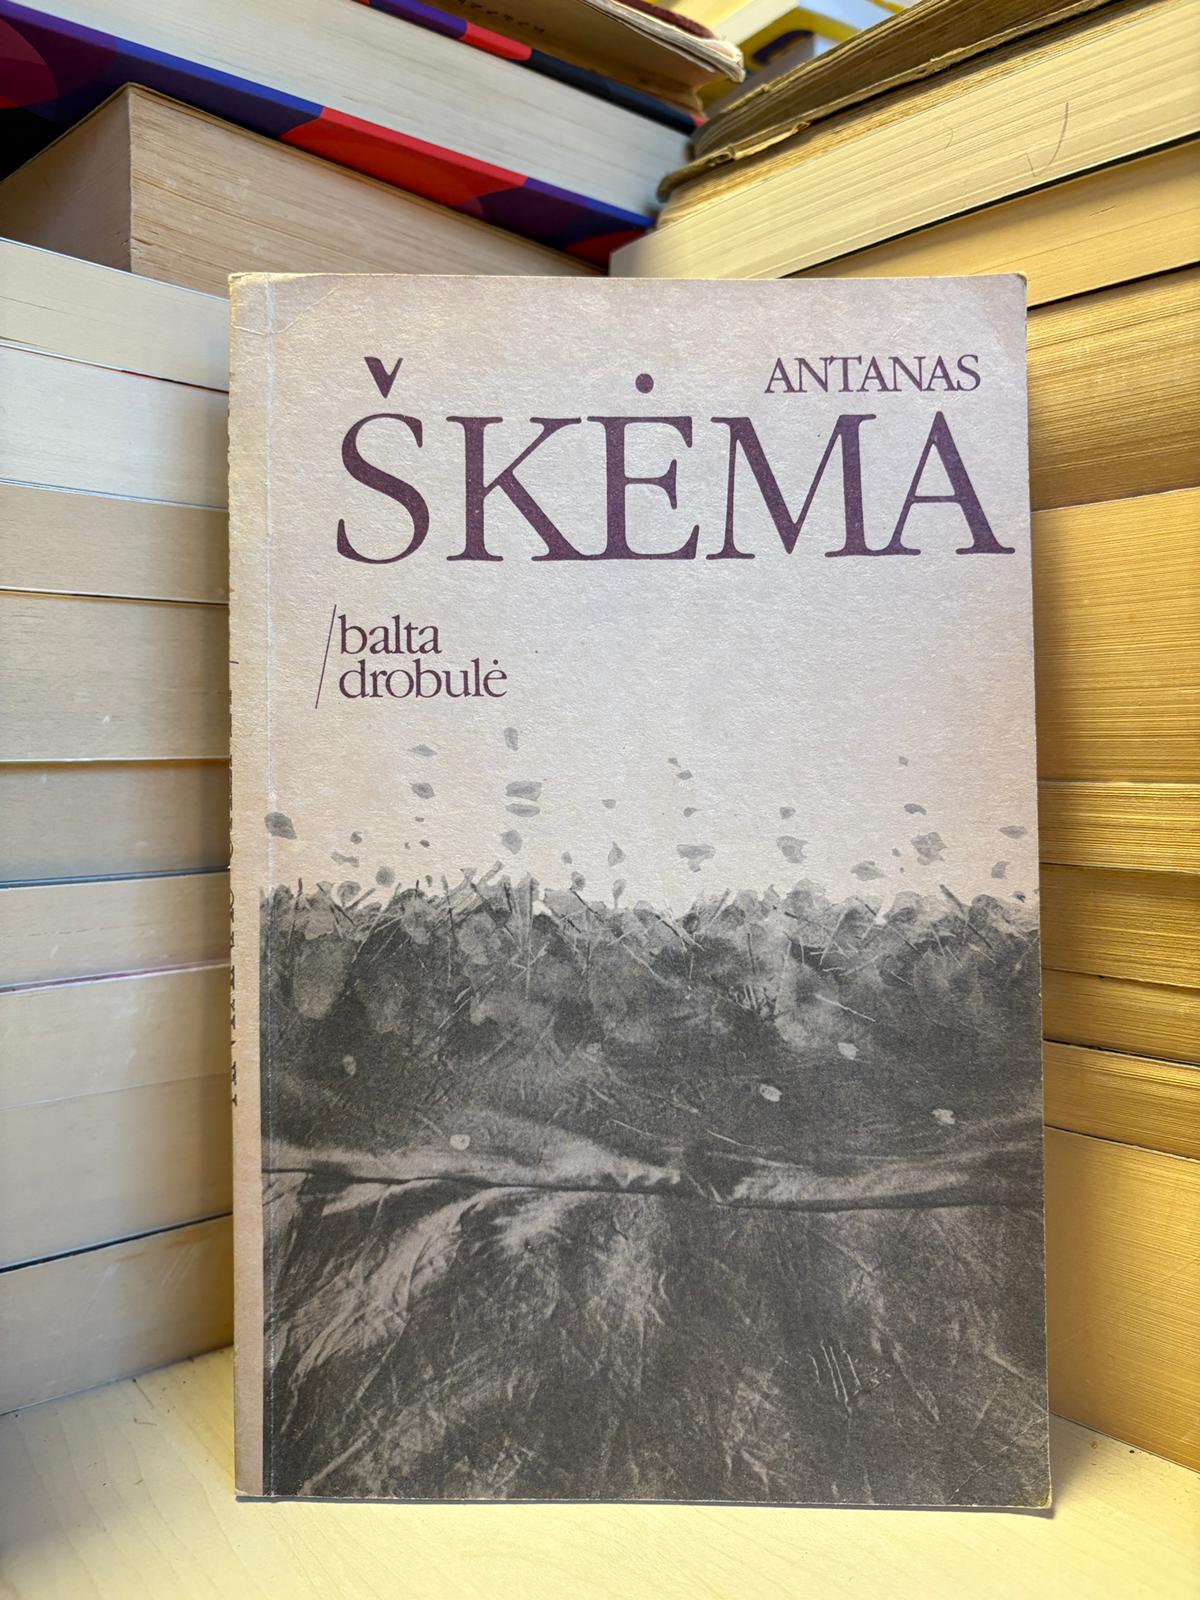 ANTANAS
ŠKĖMA
/balta
drobulė